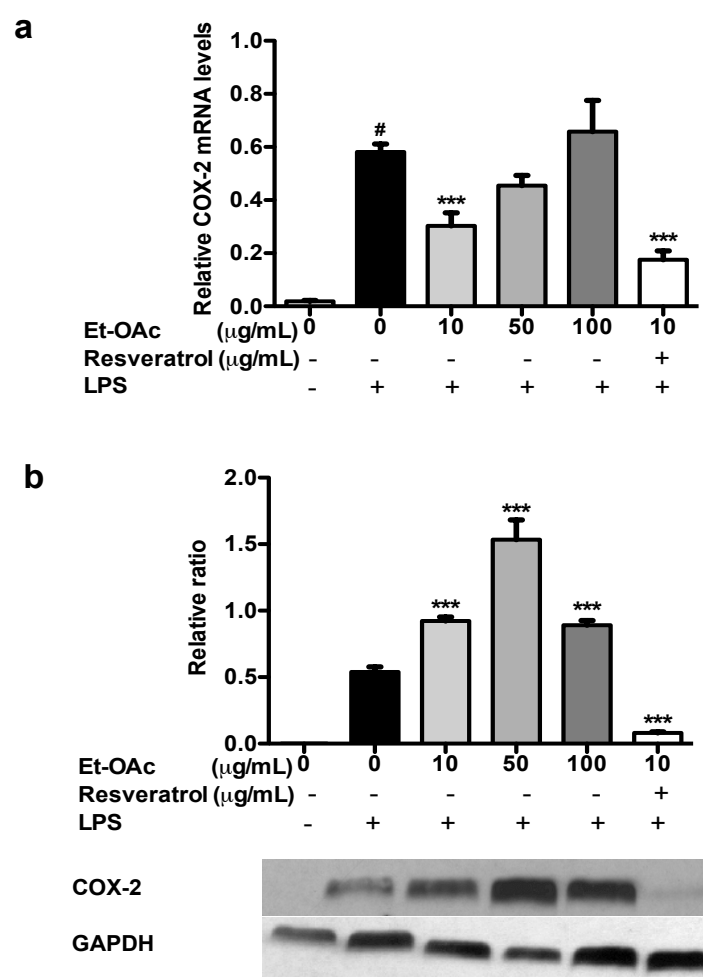 a
Relative COX-2 mRNA levels
1.0
0.8
0.6
0.4
0.2
0.0
#
***
***
Et-OAc (μg/mL) 0 0 10 50 100 10
Resveratrol (μg/mL) - - - - - +
LPS - + + + + +
b
Relative ratio
2.0
1.5
1.0
0.5
0.0
***
***
***
***
Et-OAc (μg/mL) 0 0 10 50 100 10
Resveratrol (μg/mL) - - - - - +
LPS - + + + + +
COX-2
GAPDH